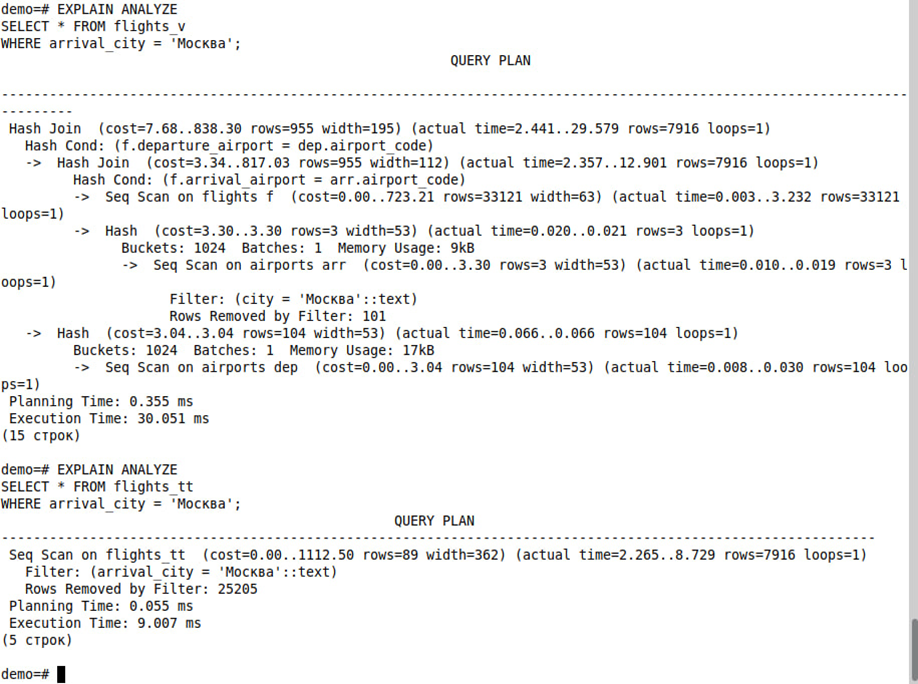 demo=# EXPLAIN ANALYZE
SELECT * FROM flights_v
WHERE arrival_city = 'Москва';
QUERY PLAN
----------------------------------------------------------------------------------------------------------------
---------
Hash Join  (cost=7.68..838.30 rows=955 width=195) (actual time=2.441..29.579 rows=7916 loops=1)
Hash Cond: (f.departure_airport = dep.airport_code)
->  Hash Join  (cost=3.34..817.03 rows=955 width=112) (actual time=2.357..12.901 rows=7916 loops=1)
Hash Cond: (f.arrival_airport = arr.airport_code)
->  Seq Scan on flights f  (cost=0.00..723.21 rows=33121 width=63) (actual time=0.003..3.232 rows=33121
loops=1)
->  Hash  (cost=3.30..3.30 rows=3 width=53) (actual time=0.020..0.021 rows=3 loops=1)
Buckets: 1024  Batches: 1  Memory Usage: 9kB
->  Seq Scan on airports arr  (cost=0.00..3.30 rows=3 width=53) (actual time=0.010..0.019 rows=3 l
oops=1)
Filter: (city = 'Москва'::text)
Rows Removed by Filter: 101
->  Hash  (cost=3.04..3.04 rows=104 width=53) (actual time=0.066..0.066 rows=104 loops=1)
Buckets: 1024  Batches: 1  Memory Usage: 17kB
->  Seq Scan on airports dep  (cost=0.00..3.04 rows=104 width=53) (actual time=0.008..0.030 rows=104 loo
ps=1)
Planning Time: 0.355 ms
Execution Time: 30.051 ms
(15 строк)
demo=# EXPLAIN ANALYZE
SELECT * FROM flights_tt
WHERE arrival_city = 'Москва';
QUERY PLAN
-------------------------------------------------------------------------------------------------------------
Seq Scan on flights_tt  (cost=0.00..1112.50 rows=89 width=362) (actual time=2.265..8.729 rows=7916 loops=1)
Filter: (arrival_city = 'Москва'::text)
Rows Removed by Filter: 25205
Planning Time: 0.055 ms
Execution Time: 9.007 ms
(5 строк)
demo=#